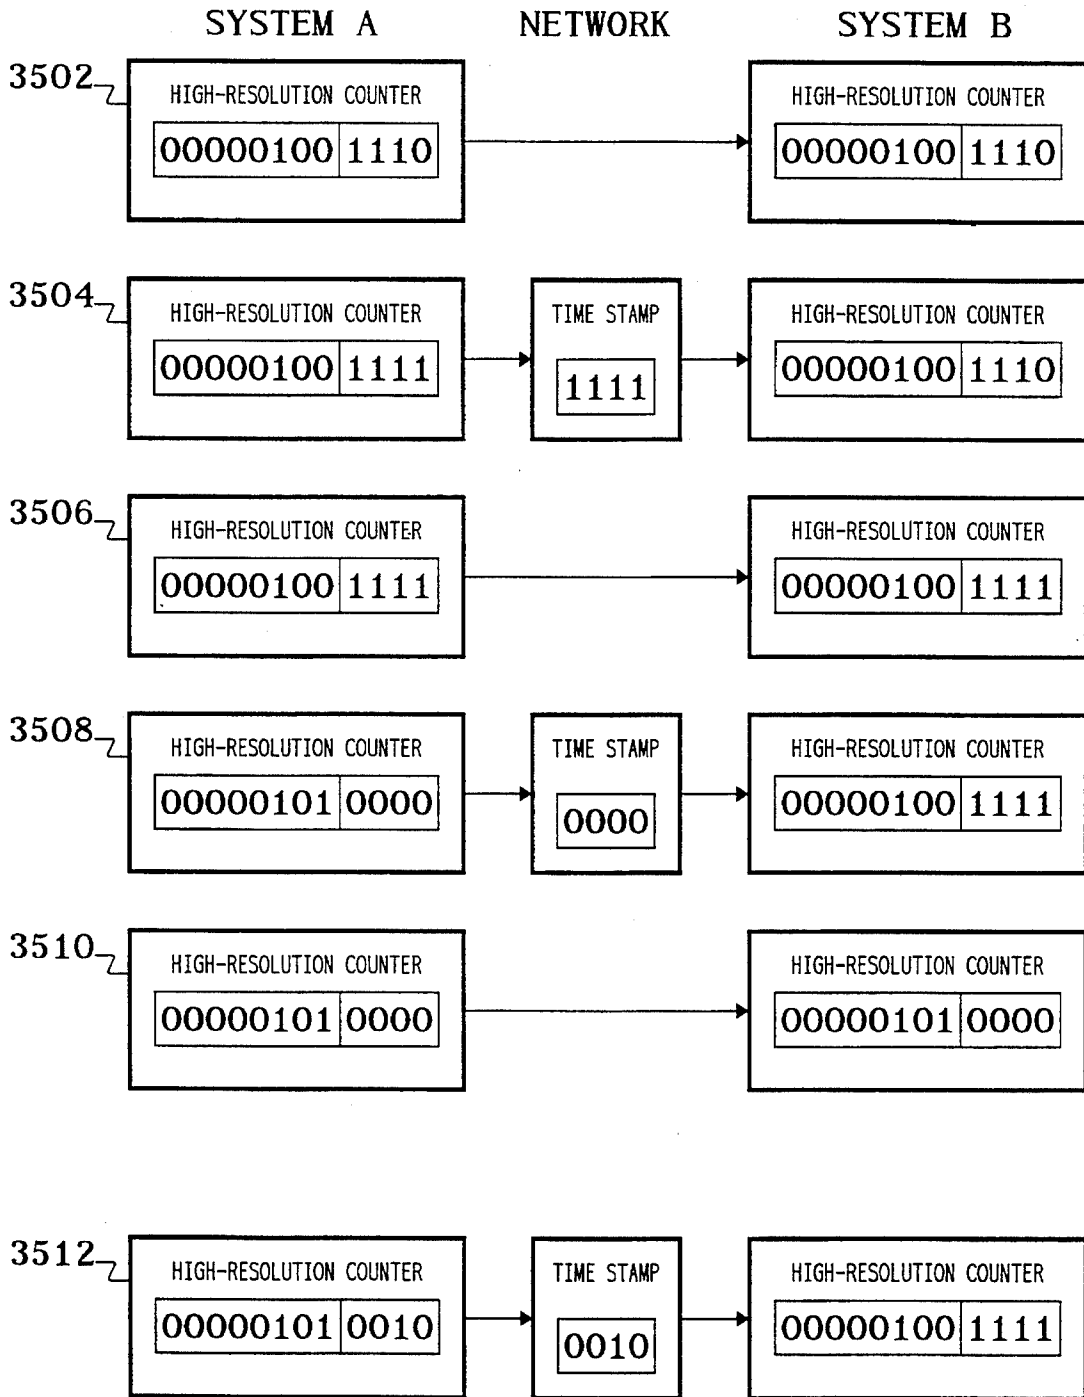 SYSTEM A NETWORK SYSTEM B
3502
HIGH-RESOLUTION COUNTER HIGH-RESOLUTION COUNTER
00000100 1110 00000100 1110
3504
HIGH-RESOLUTION COUNTER TIME STAMP HIGH-RESOLUTION COUNTER
00000100 1111 1111 00000100 1110
3506
HIGH-RESOLUTION COUNTER HIGH-RESOLUTION COUNTER
00000100 1111 00000100 1111
3508
HIGH-RESOLUTION COUNTER TIME STAMP HIGH-RESOLUTION COUNTER
00000101 0000 0000 00000100 1111
3510
HIGH-RESOLUTION COUNTER HIGH-RESOLUTION COUNTER
00000101 0000 00000101 0000
3512
HIGH-RESOLUTION COUNTER TIME STAMP HIGH-RESOLUTION COUNTER
00000101 0010 0010 00000100 1111